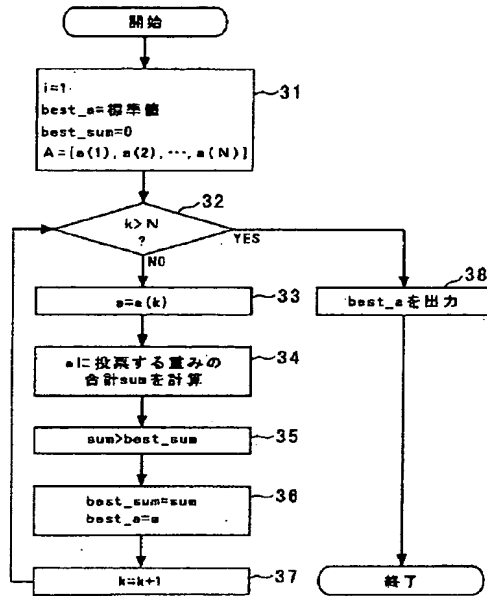 開始
i=1
best_a=標準値
best_sum=0
A=[a(1),a(2),…,a(N)]
31
k>N
?
32
YES
NO
a=a(k)
33
best_aを出力
38
aに投票する重みの
合計sumを計算
34
sum>best_sum
35
best_sum=sum
best_a=a
36
k=k+1
37
終了